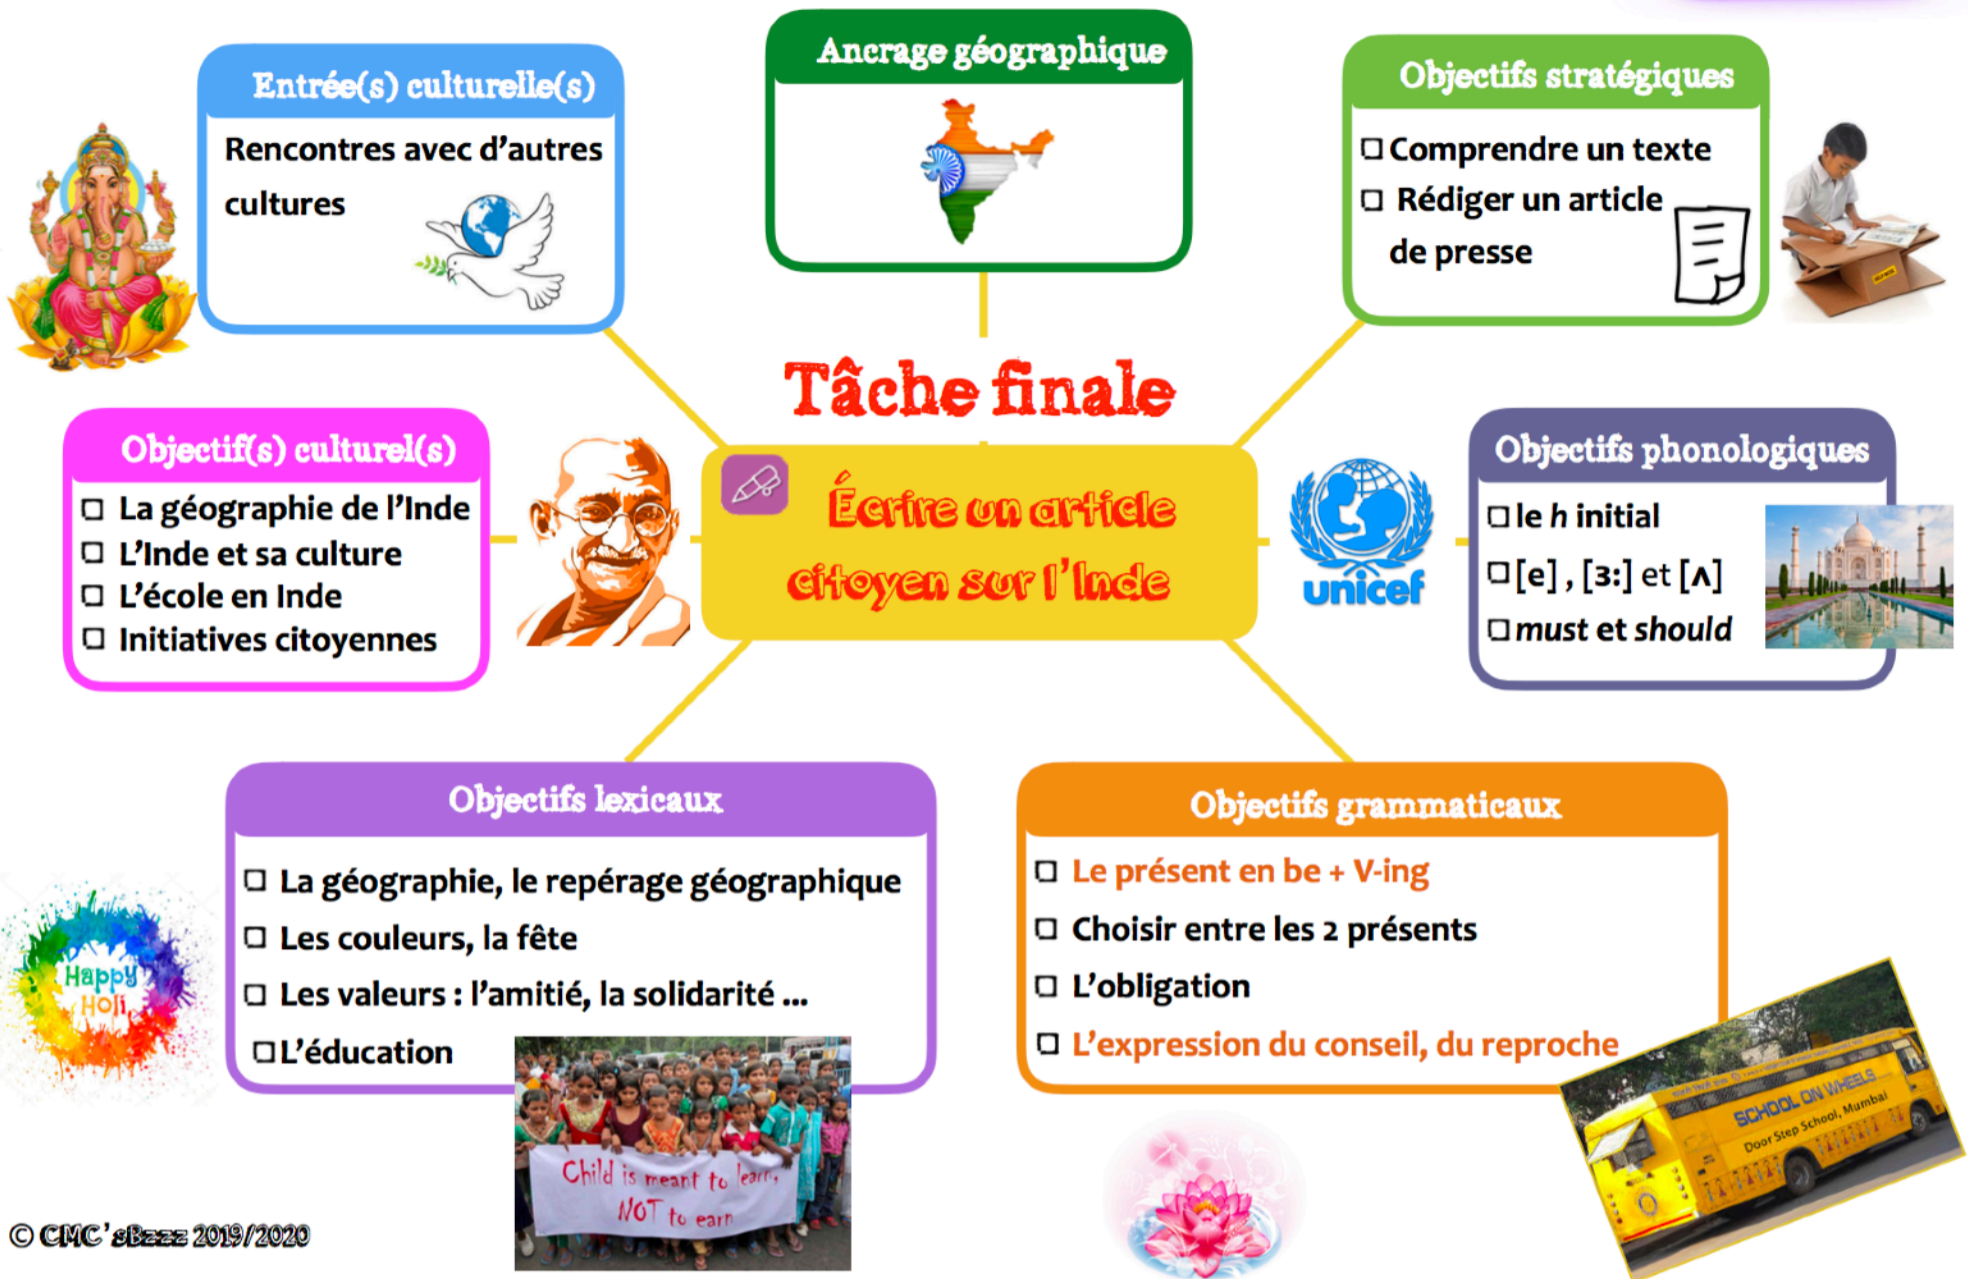 Entrée(s) culturelle(s)
Rencontres avec d'autres
cultures
Ancrage géographique
Objectifs stratégiques
❑ Comprendre un texte
❑ Rédiger un article
de presse
Objectif(s) culturel(s)
❑ La géographie de l'Inde
❑ L'Inde et sa culture
❑ L'école en Inde
❑ Initiatives citoyennes
Tâche finale
Écrire un article
citoyen sur l'Inde
unicef
Objectifs phonologiques
❑ le h initial
❑ [e] , [ɜ:] et [ʌ]
❑ must et should
Objectifs lexicaux
❑ La géographie, le repérage géographique
❑ Les couleurs, la fête
❑ Les valeurs : l'amitié, la solidarité ...
❑ L'éducation
Happy
Holi
Child is meant to learn,
NOT to earn
Objectifs grammaticaux
❑ Le présent en be + V-ing
❑ Choisir entre les 2 présents
❑ L'obligation
❑ L'expression du conseil, du reproche
SCHOOL ON WHEELS
Door Step School, Mumbai
© CMC'sBzzz 2019/2020